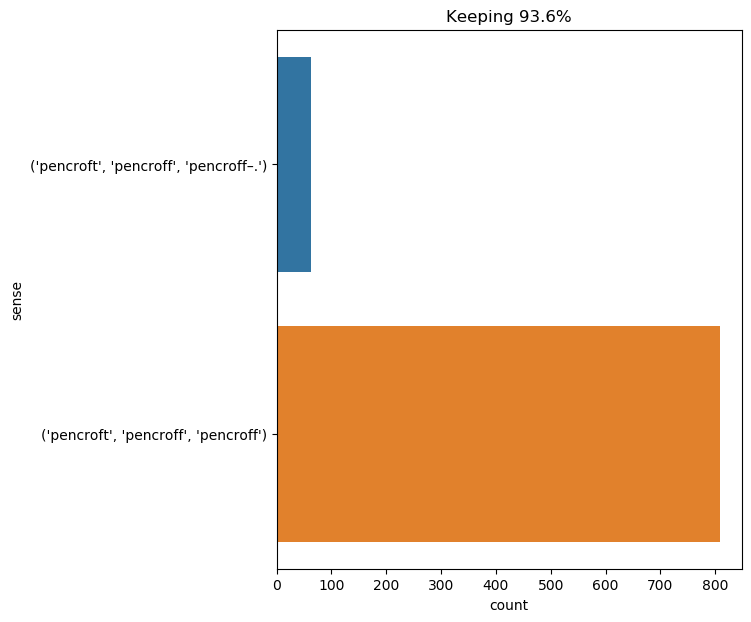 Keeping 93.6%
('pencroft', 'pencroff', 'pencroff–.')
sense
('pencroft', 'pencroff', 'pencroff')
0 100 200 300 400 500 600 700 800
count